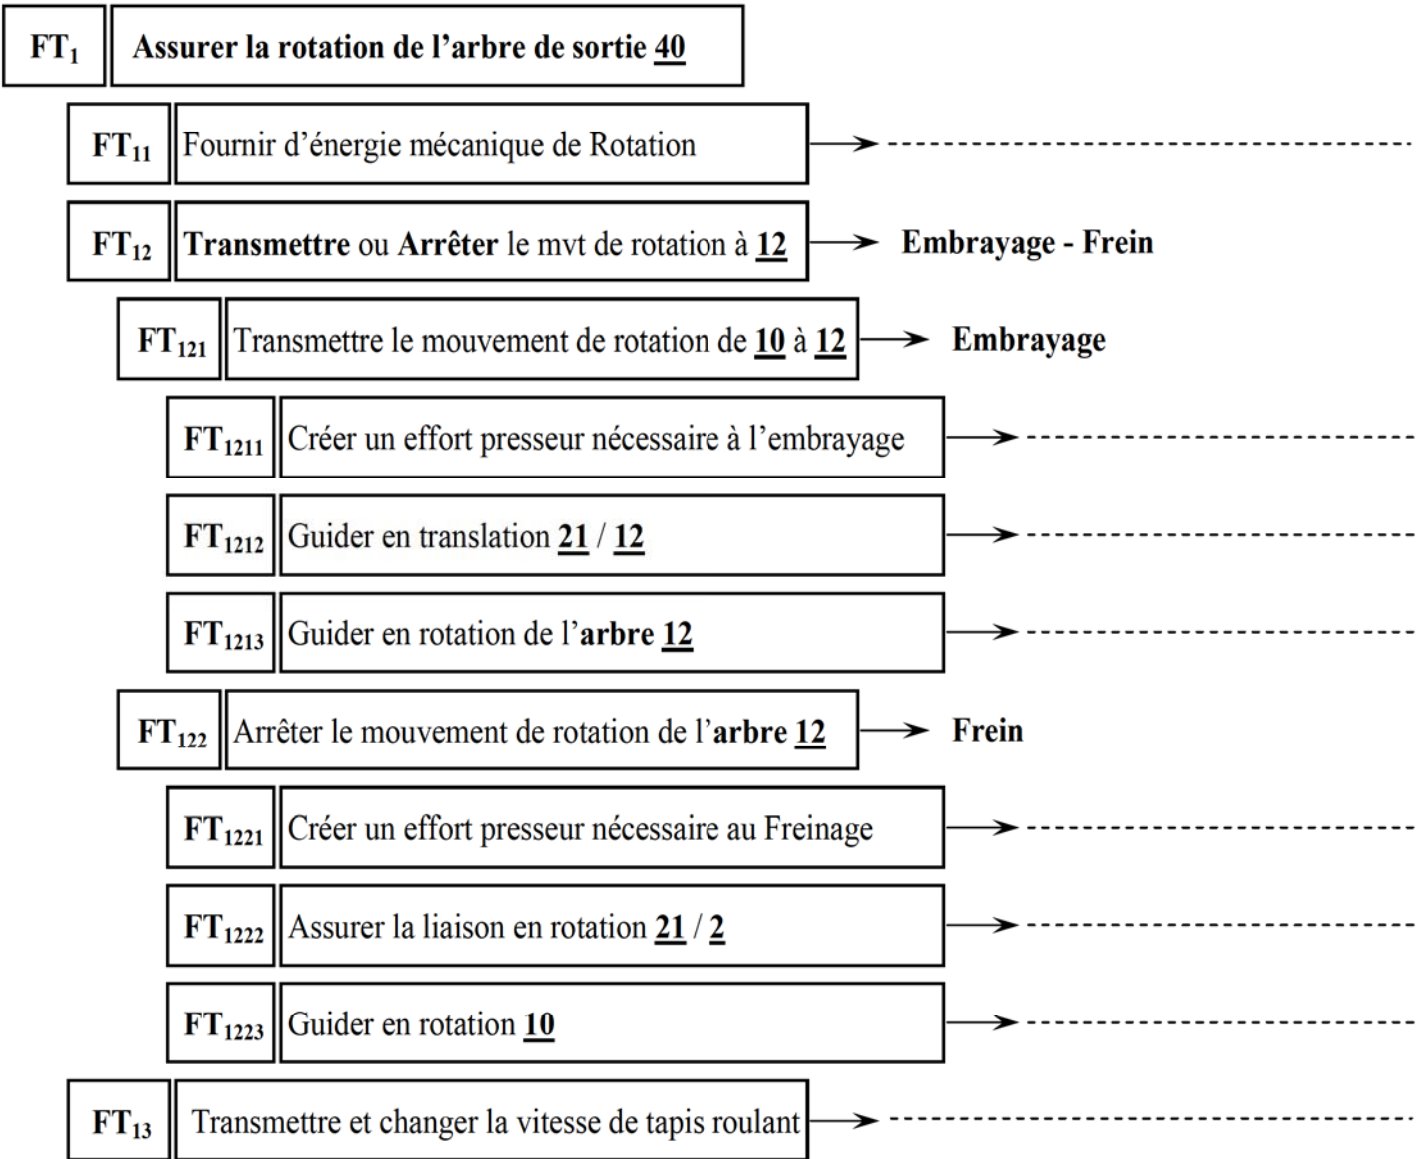 FT1 Assurer la rotation de l'arbre de sortie 40
FT11 Fournir d'énergie mécanique de Rotation
FT12 Transmettre ou Arrêter le mvt de rotation à 12 Embrayage - Frein
FT121 Transmettre le mouvement de rotation de 10 à 12 Embrayage
FT1211 Créer un effort presseur nécessaire à l'embrayage
FT1212 Guider en translation 21 / 12
FT1213 Guider en rotation de l'arbre 12
FT122 Arrêter le mouvement de rotation de l'arbre 12 Frein
FT1221 Créer un effort presseur nécessaire au Freinage
FT1222 Assurer la liaison en rotation 21 / 2
FT1223 Guider en rotation 10
FT13 Transmettre et changer la vitesse de tapis roulant